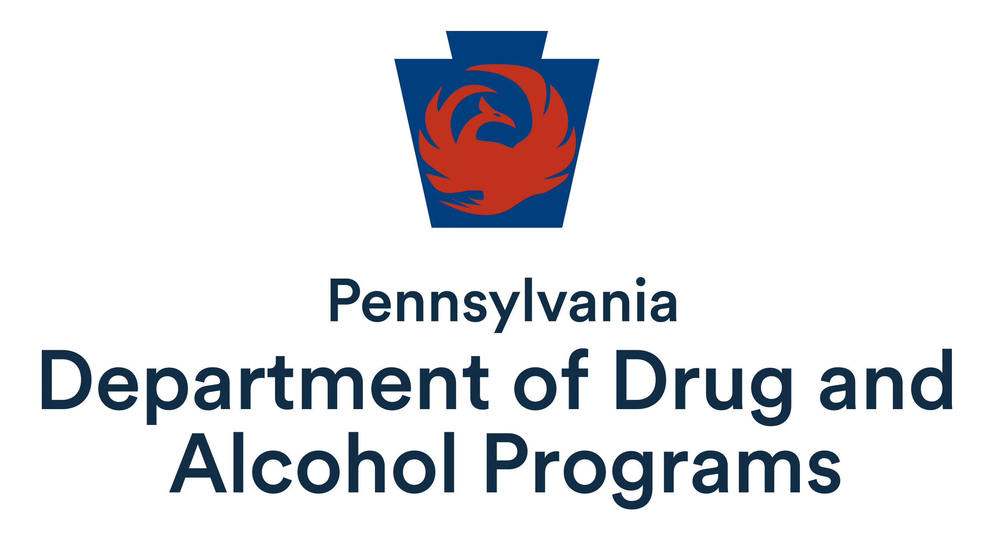 Pennsylvania
Department of Drug and
Alcohol Programs